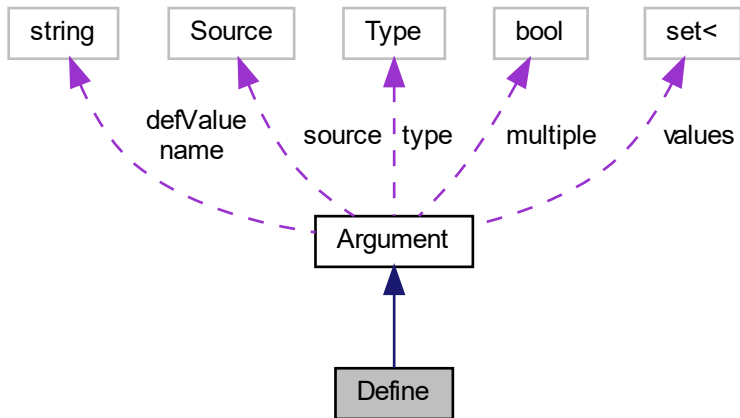 string
Source
Type
bool
set<
defValue
name
source
type
multiple
values
Argument
Define